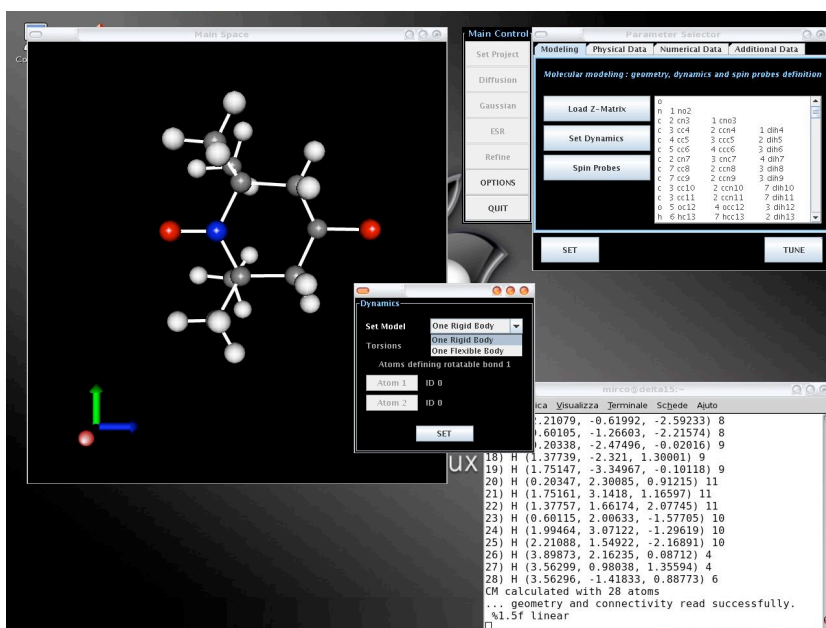 Co
Main Space
Main Control
Set Project
Diffusion
Gaussian
ESR
Refine
OPTIONS
QUIT
Parameter Selector
Modeling Physical Data Numerical Data Additional Data
Molecular modeling : geometry, dynamics and spin probes definition
Load Z-Matrix
Set Dynamics
Spin Probes
o
n 1 no2
c 2 cn3 1 cno3
c 3 cc4 2 ccn4 1 dih4
c 4 cc5 3 ccc5 2 dih5
c 5 cc6 4 ccc6 3 dih6
c 2 cn7 3 cnc7 4 dih7
c 7 cc8 2 ccn8 3 dih8
c 7 cc9 2 ccn9 3 dih9
c 3 cc10 2 ccn10 7 dih10
c 3 cc11 2 ccn11 7 dih11
o 5 oc12 4 occ12 3 dih12
h 6 hc13 7 hcc13 2 dih13
SET
TUNE
Dynamics
Set Model One Rigid Body
One Rigid Body
One Flexible Body
Torsions
Atoms defining rotatable bond 1
Atom 1 ID 0
Atom 2 ID 0
SET
ux
mirco@delta15:~
ica Visualizza Terminale Schede Ajuto
2.21079, -0.61992, -2.59233) 8
0.60105, -1.26603, -2.21574) 8
0.20338, -2.47496, -0.02016) 9
18) H (1.37739, -2.321, 1.30001) 9
19) H (1.75147, -3.34967, -0.10118) 9
20) H (0.20347, 2.30085, 0.91215) 11
21) H (1.75161, 3.1418, 1.16597) 11
22) H (1.37757, 1.66174, 2.07745) 11
23) H (0.60115, 2.00633, -1.57705) 10
24) H (1.99464, 3.07122, -1.29619) 10
25) H (2.21088, 1.54922, -2.16891) 10
26) H (3.89873, 2.16235, 0.08712) 4
27) H (3.56299, 0.98038, 1.35594) 4
28) H (3.56296, -1.41833, 0.88773) 6
CM calculated with 28 atoms
... geometry and connectivity read successfully.
%1.5f linear